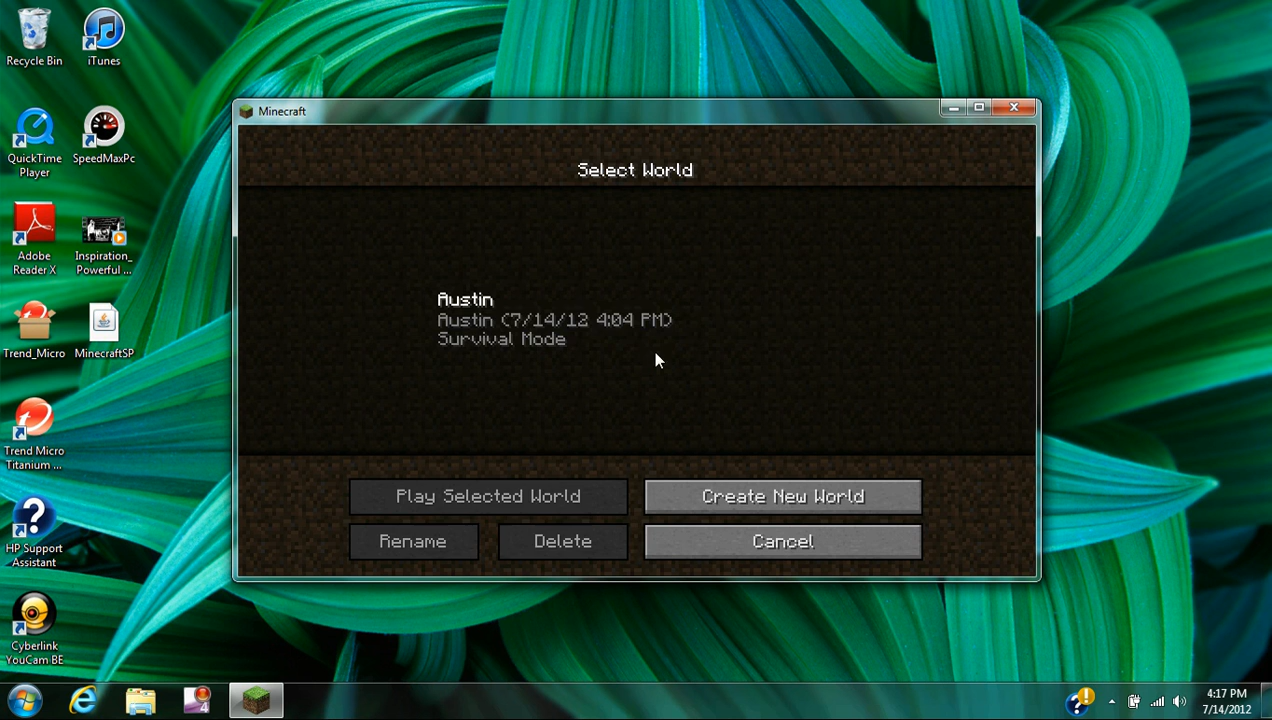 Recycle Bin
iTunes
QuickTime
Player
SpeedMaxPc
Adobe
Reader X
Inspiration_
Powerful ...
Trend_Micro
MinecraftSP
Trend Micro
Titanium ...
HP Support
Assistant
Cyberlink
YouCam BE
Minecraft
Select World
Austin
Austin (7/14/12 4:04 PM)
Survival Mode
Play Selected World
Create New World
Rename
Delete
Cancel
4:17 PM
7/14/2012